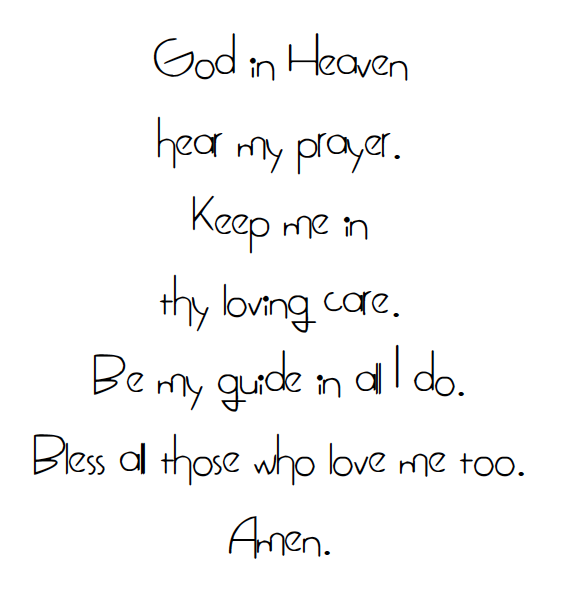 God in Heaven
hear my prayer.
Keep me in
thy loving care.
Be my guide in all I do.
Bless all those who love me too.
Amen.